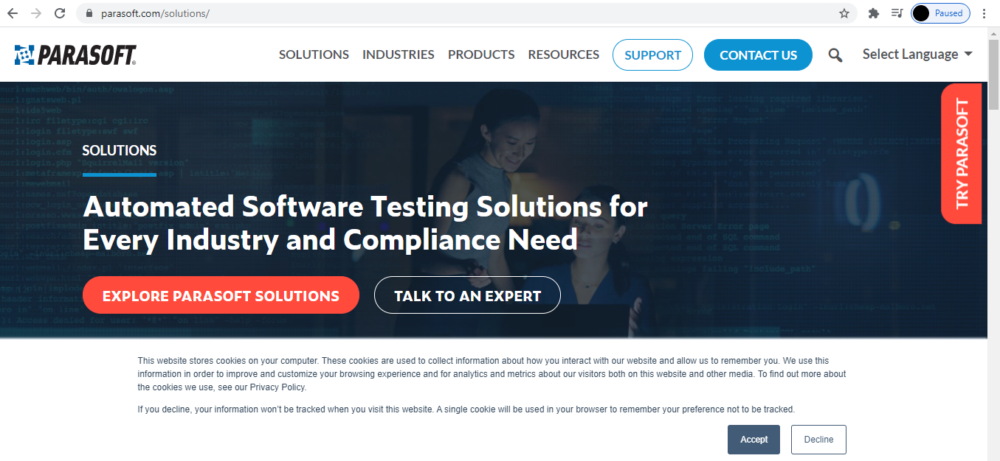 parasoft.com/solutions/
Paused
PARASOFT®
SOLUTIONS INDUSTRIES PRODUCTS RESOURCES SUPPORT CONTACT US Select Language
TRY PARASOFT
SOLUTIONS
Automated Software Testing Solutions for
Every Industry and Compliance Need
EXPLORE PARASOFT SOLUTIONS TALK TO AN EXPERT
This website stores cookies on your computer. These cookies are used to collect information about how you interact with our website and allow us to remember you. We use this
information in order to improve and customize your browsing experience and for analytics and metrics about our visitors both on this website and other media. To find out more about
the cookies we use, see our Privacy Policy.
If you decline, your information won't be tracked when you visit this website. A single cookie will be used in your browser to remember your preference not to be tracked.
Accept Decline